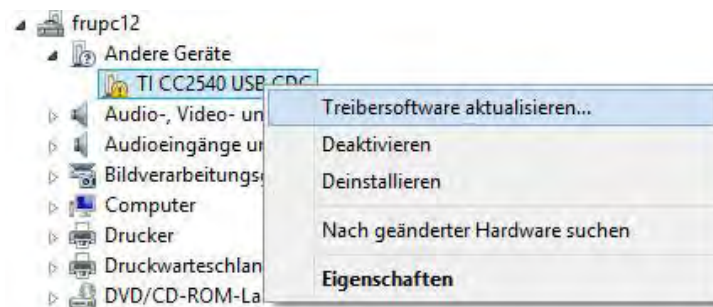 frupc12
Andere Geräte
TI CC2540 USB CDC
Audio-, Video- un
Audioeingänge u
Bildverarbeitungs
Computer
Drucker
Druckwarteschlan
DVD/CD-ROM-La
Treibersoftware aktualisieren...
Deaktivieren
Deinstallieren
Nach geänderter Hardware suchen
Eigenschaften